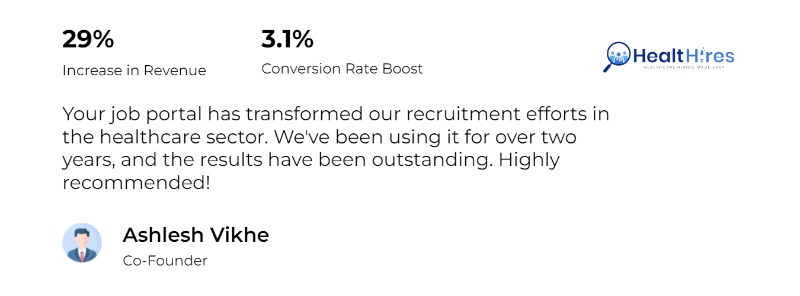 29%
Increase in Revenue
3.1%
Conversion Rate Boost
HealtHires
HEALTHCARE HIRING MADE EASY
Your job portal has transformed our recruitment efforts in
the healthcare sector. We've been using it for over two
years, and the results have been outstanding. Highly
recommended!
Ashlesh Vikhe
Co-Founder